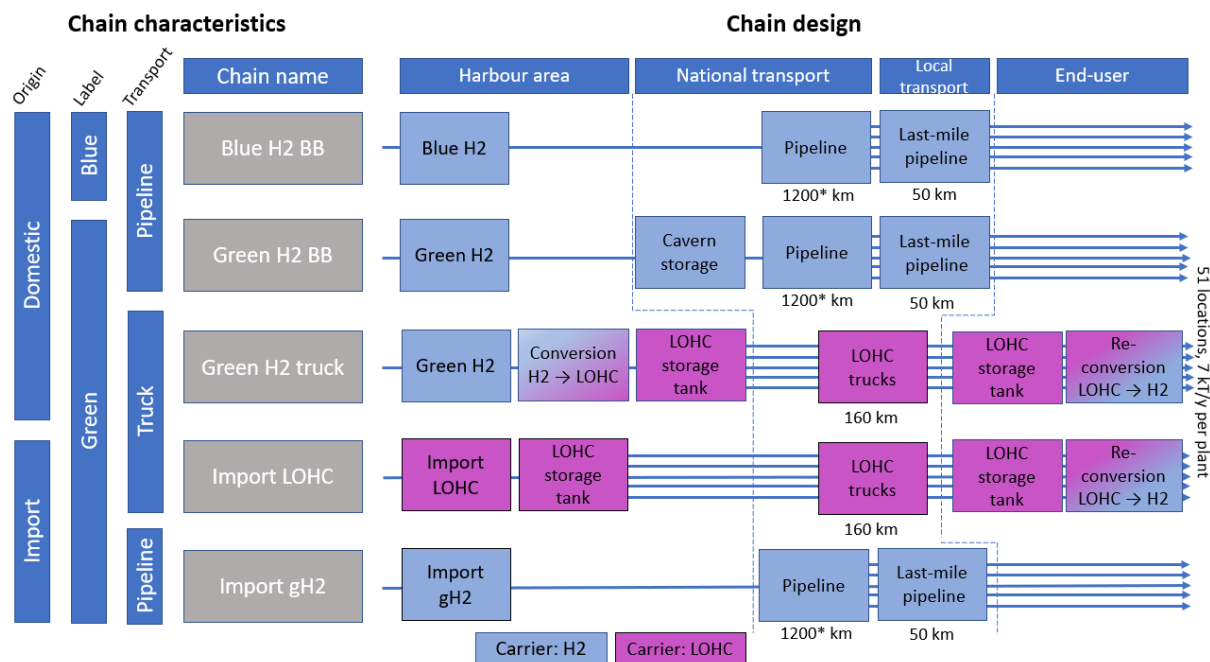 Chain characteristics
Chain design
Origin
Label
Transport
Chain name
Harbour area
National transport
Local
transport
End-user
Domestic
Import
Blue
Green
Pipeline
Truck
Pipeline
Blue H2 BB
Blue H2
Pipeline
1200* km
Last-mile
pipeline
50 km
Green H2 BB
Green H2
Cavern
storage
Pipeline
1200* km
Last-mile
pipeline
50 km
Green H2 truck
Green H2
Conversion
H2 → LOHC
LOHC
storage
tank
LOHC
trucks
160 km
LOHC
storage
tank
Re-
conversion
LOHC → H2
Import LOHC
Import
LOHC
LOHC
storage
tank
LOHC
trucks
160 km
LOHC
storage
tank
Re-
conversion
LOHC → H2
Import gH2
Import
gH2
Pipeline
1200* km
Last-mile
pipeline
50 km
51 locations, 7 kT/y per plant
Carrier: H2
Carrier: LOHC